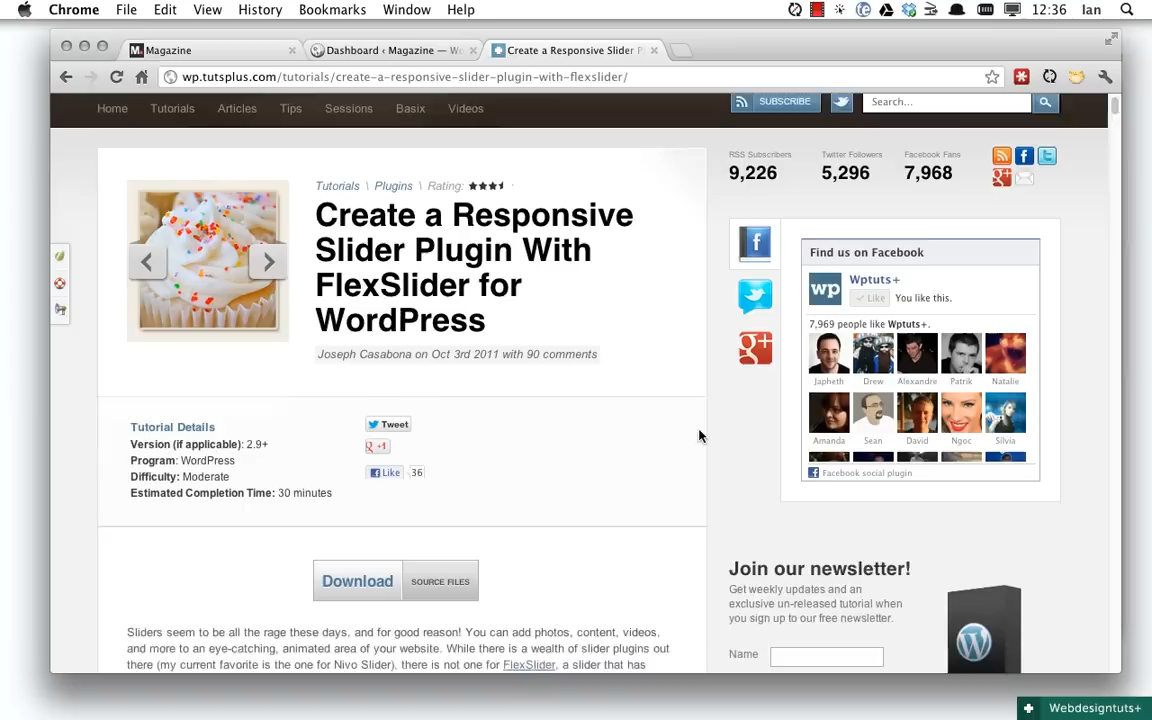 Chrome File Edit View History Bookmarks Window Help 12:36 Ian
Magazine
Dashboard ‹ Magazine — W
Create a Responsive Slider P
wp.tutsplus.com/tutorials/create-a-responsive-slider-plugin-with-flexslider/
Home Tutorials Articles Tips Sessions Basix Videos
SUBSCRIBE
Search...
RSS Subscribers Twitter Followers Facebook Fans
9,226 5,296 7,968
Tutorials \ Plugins \ Rating:
Create a Responsive
Slider Plugin With
FlexSlider for
WordPress
Joseph Casabona on Oct 3rd 2011 with 90 comments
Find us on Facebook
wp
Wptuts+
Like You like this.
7,969 people like Wptuts+.
Japheth Drew Alexandre Patrik Natalie
Amanda Sean David Ngoc Silvia
Facebook social plugin
Tutorial Details
Version (if applicable): 2.9+
Program: WordPress
Difficulty: Moderate
Estimated Completion Time: 30 minutes
Tweet
+1
Like 36
Download SOURCE FILES
Sliders seem to be all the rage these days. and for good reason! You can add photos, content, videos,
and more to an eye-catching, animated area of your website. While there is a wealth of slider plugins out
there (my current favorite is the one for Nivo Slider), there is not one for FlexSlider, a slider that has
Join our newsletter!
Get weekly updates and an
exclusive un-released tutorial when
you sign up to our free newsletter.
Name
Webdesigntuts+